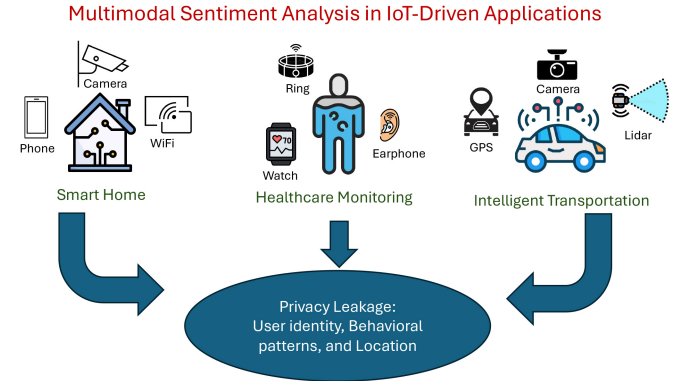 Multimodal Sentiment Analysis in IoT-Driven Applications
Camera
Phone
WiFi
Smart Home
Ring
70
Watch
Earphone
Healthcare Monitoring
Camera
GPS
Lidar
Intelligent Transportation
Privacy Leakage:
User identity, Behavioral
patterns, and Location